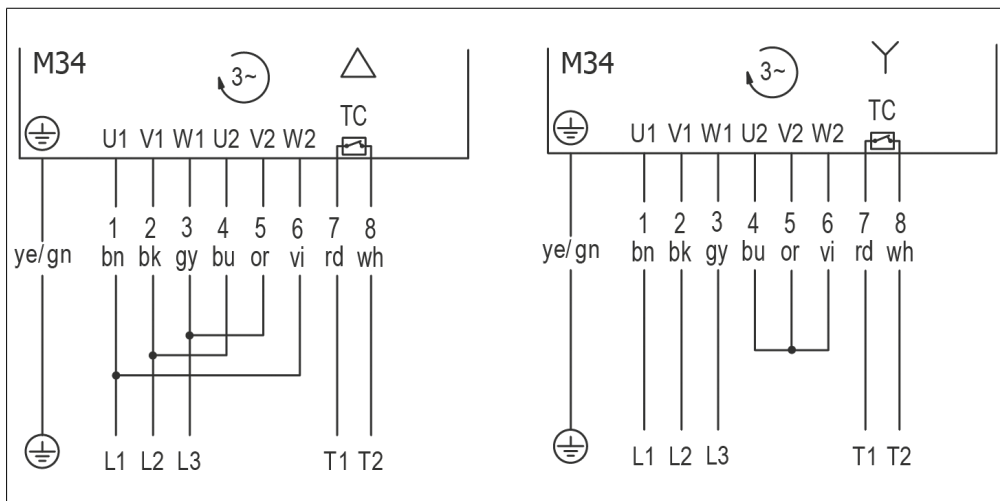 M34
3~
TC
U1 V1 W1 U2 V2 W2
1 2 3 4 5 6 7 8
ye/gn bn bk gy bu or vi rd wh
L1 L2 L3 T1 T2
M34
3~
TC
U1 V1 W1 U2 V2 W2
1 2 3 4 5 6 7 8
ye/gn bn bk gy bu or vi rd wh
L1 L2 L3 T1 T2